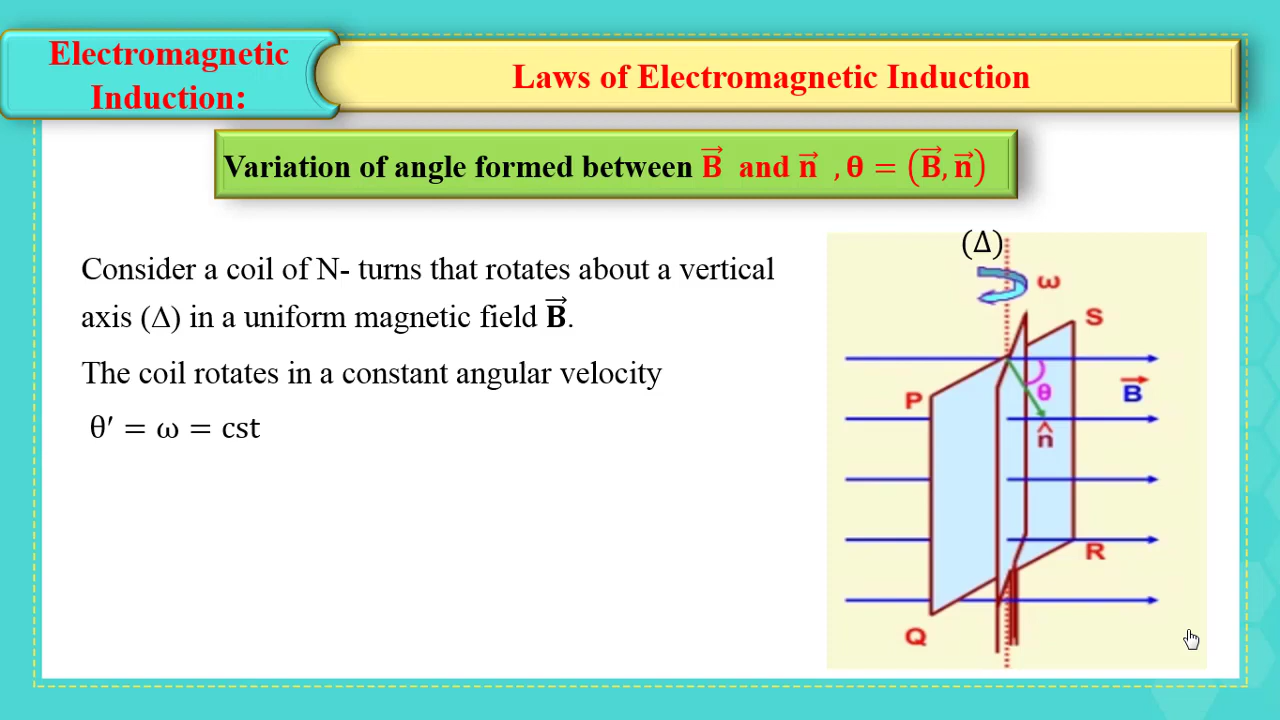 Electromagnetic
Induction:
Laws of Electromagnetic Induction
Variation of angle formed between B⃗ and n⃗ , θ = (B⃗, n⃗)
Consider a coil of N- turns that rotates about a vertical
axis (Δ) in a uniform magnetic field B⃗.
The coil rotates in a constant angular velocity
θ′ = ω = cst
(Δ)
ω
S
P
θ
B⃗
n̂
R
Q